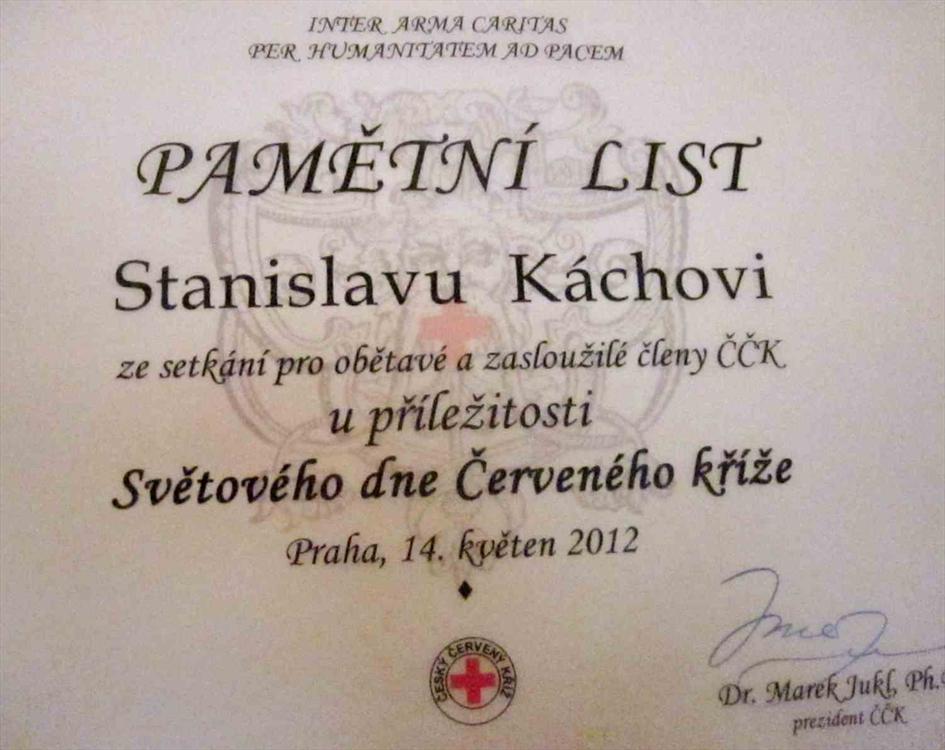 INTER ARMA CARITAS
PER HUMANITATEM AD PACEM
PAMĚTNÍ LIST
Stanislavu Káchovi
ze setkání pro obětavé a zasloužilé členy ČČK
u příležitosti
Světového dne Červeného kříže
Praha, 14. květen 2012
ČESKÝ ČERVENÝ KŘÍŽ
Dr. Marek Jukl, Ph.
prezident ČČK